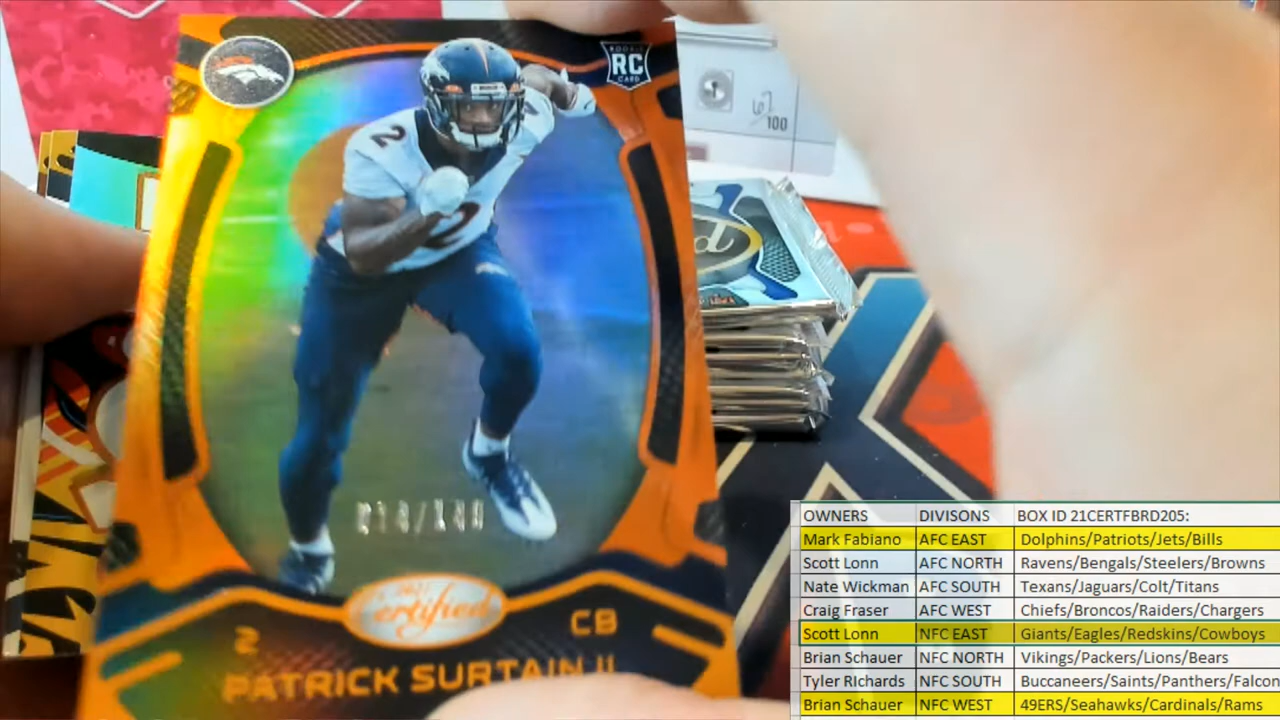 ROOKIE
RC
CARD
67/100
2
2
Certified
2
CB
PATRICK SURTAIN II
OWNERS DIVISONS BOX ID 21CERTFBRD205:
Mark Fabiano AFC EAST Dolphins/Patriots/Jets/Bills
Scott Lonn AFC NORTH Ravens/Bengals/Steelers/Browns
Nate Wickman AFC SOUTH Texans/Jaguars/Colt/Titans
Craig Fraser AFC WEST Chiefs/Broncos/Raiders/Chargers
Scott Lonn NFC EAST Giants/Eagles/Redskins/Cowboys
Brian Schauer NFC NORTH Vikings/Packers/Lions/Bears
Tyler RIchards NFC SOUTH Buccaneers/Saints/Panthers/Falcon
Brian Schauer NFC WEST 49ERS/Seahawks/Cardinals/Rams